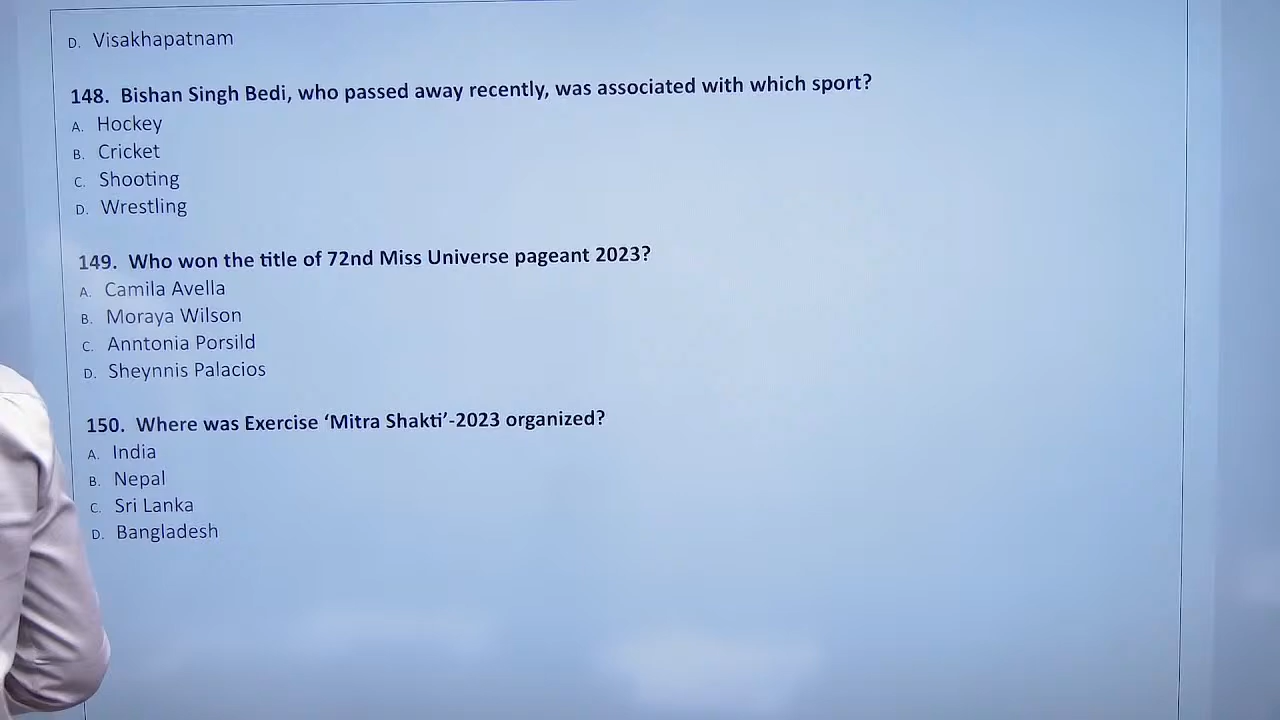 D. Visakhapatnam
148. Bishan Singh Bedi, who passed away recently, was associated with which sport?
A. Hockey
B. Cricket
C. Shooting
D. Wrestling
149. Who won the title of 72nd Miss Universe pageant 2023?
A. Camila Avella
B. Moraya Wilson
C. Anntonia Porsild
D. Sheynnis Palacios
150. Where was Exercise ‘Mitra Shakti’-2023 organized?
A. India
B. Nepal
C. Sri Lanka
D. Bangladesh